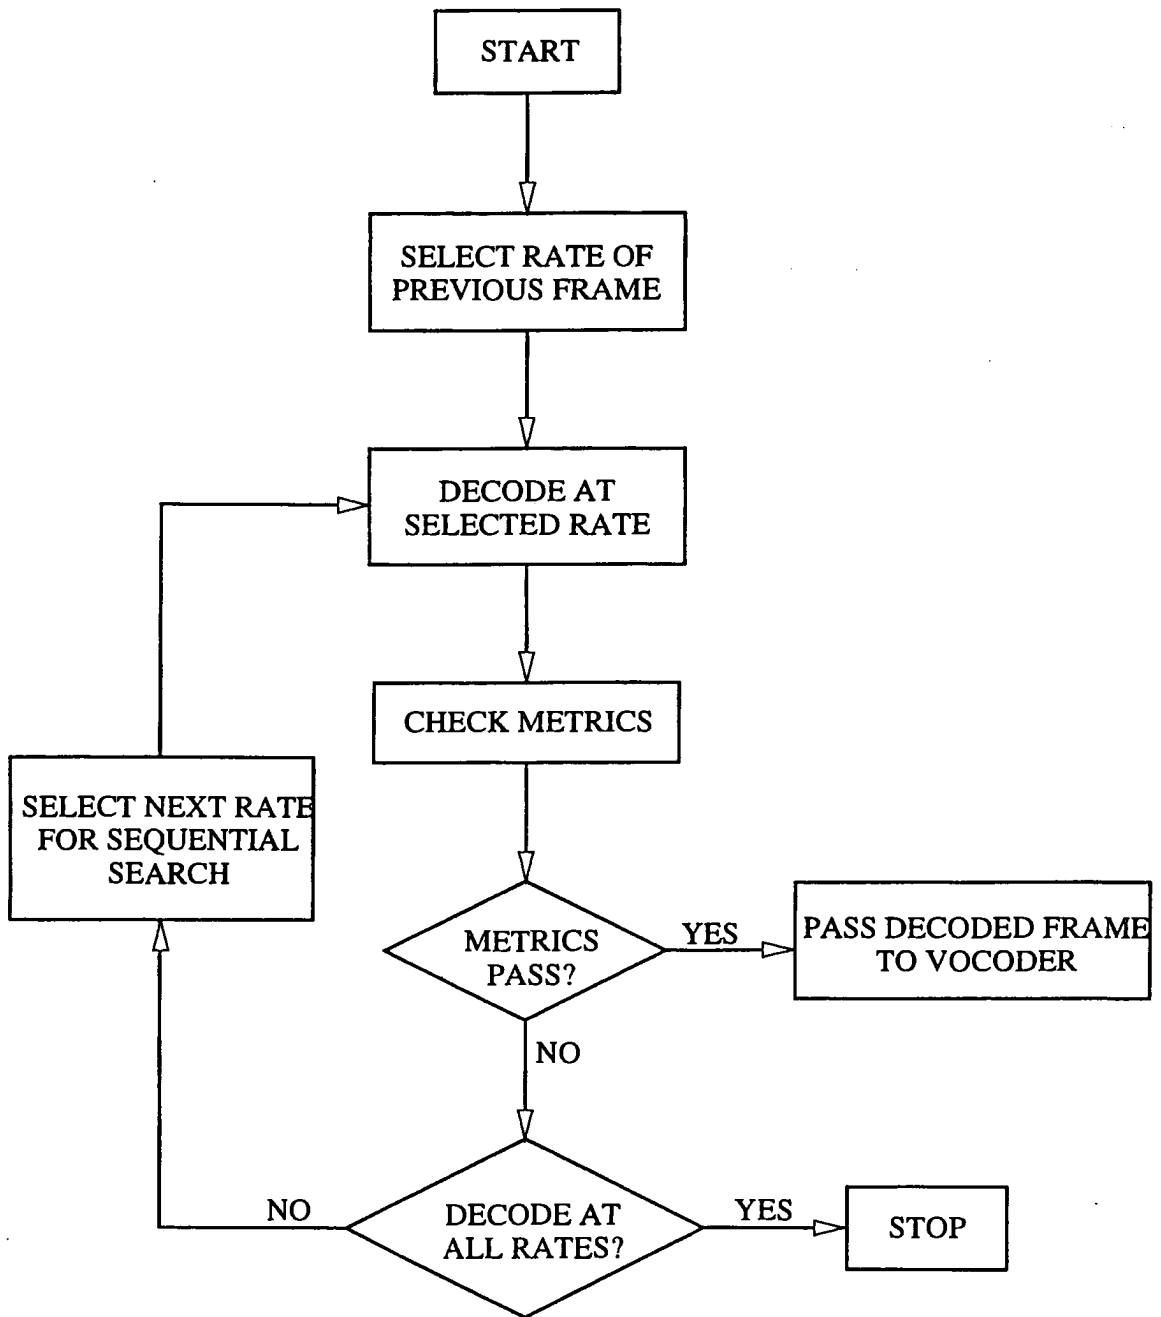 START
SELECT RATE OF
PREVIOUS FRAME
DECODE AT
SELECTED RATE
CHECK METRICS
SELECT NEXT RATE
FOR SEQUENTIAL
SEARCH
METRICS
PASS?
YES
PASS DECODED FRAME
TO VOCODER
NO
DECODE AT
ALL RATES?
NO
YES
STOP